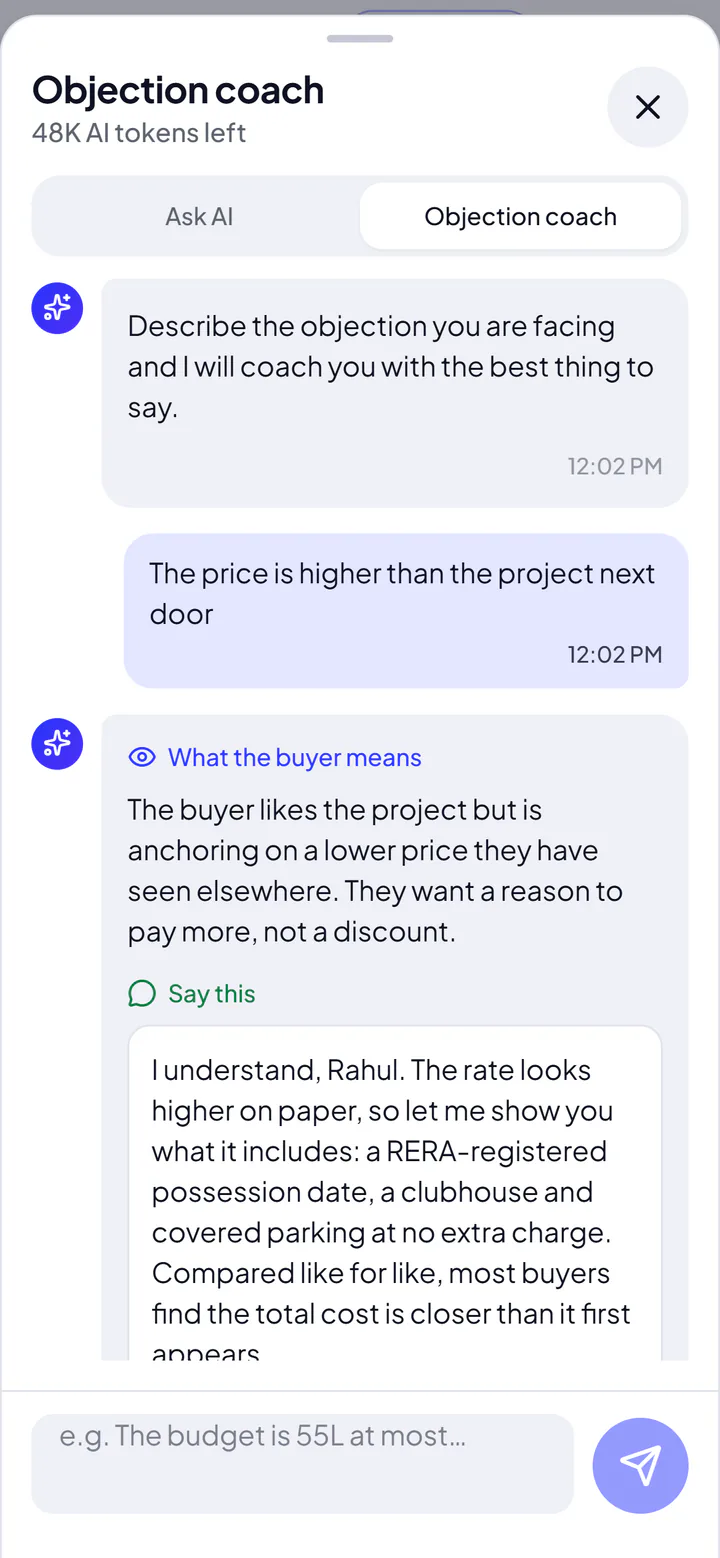 Objection coach
48K AI tokens left
Ask AI
Objection coach
Describe the objection you are facing
and I will coach you with the best thing to
say.
12:02 PM
The price is higher than the project next
door
12:02 PM
What the buyer means
The buyer likes the project but is
anchoring on a lower price they have
seen elsewhere. They want a reason to
pay more, not a discount.
Say this
I understand, Rahul. The rate looks
higher on paper, so let me show you
what it includes: a RERA-registered
possession date, a clubhouse and
covered parking at no extra charge.
Compared like for like, most buyers
find the total cost is closer than it first
appears
e.g. The budget is 55L at most...